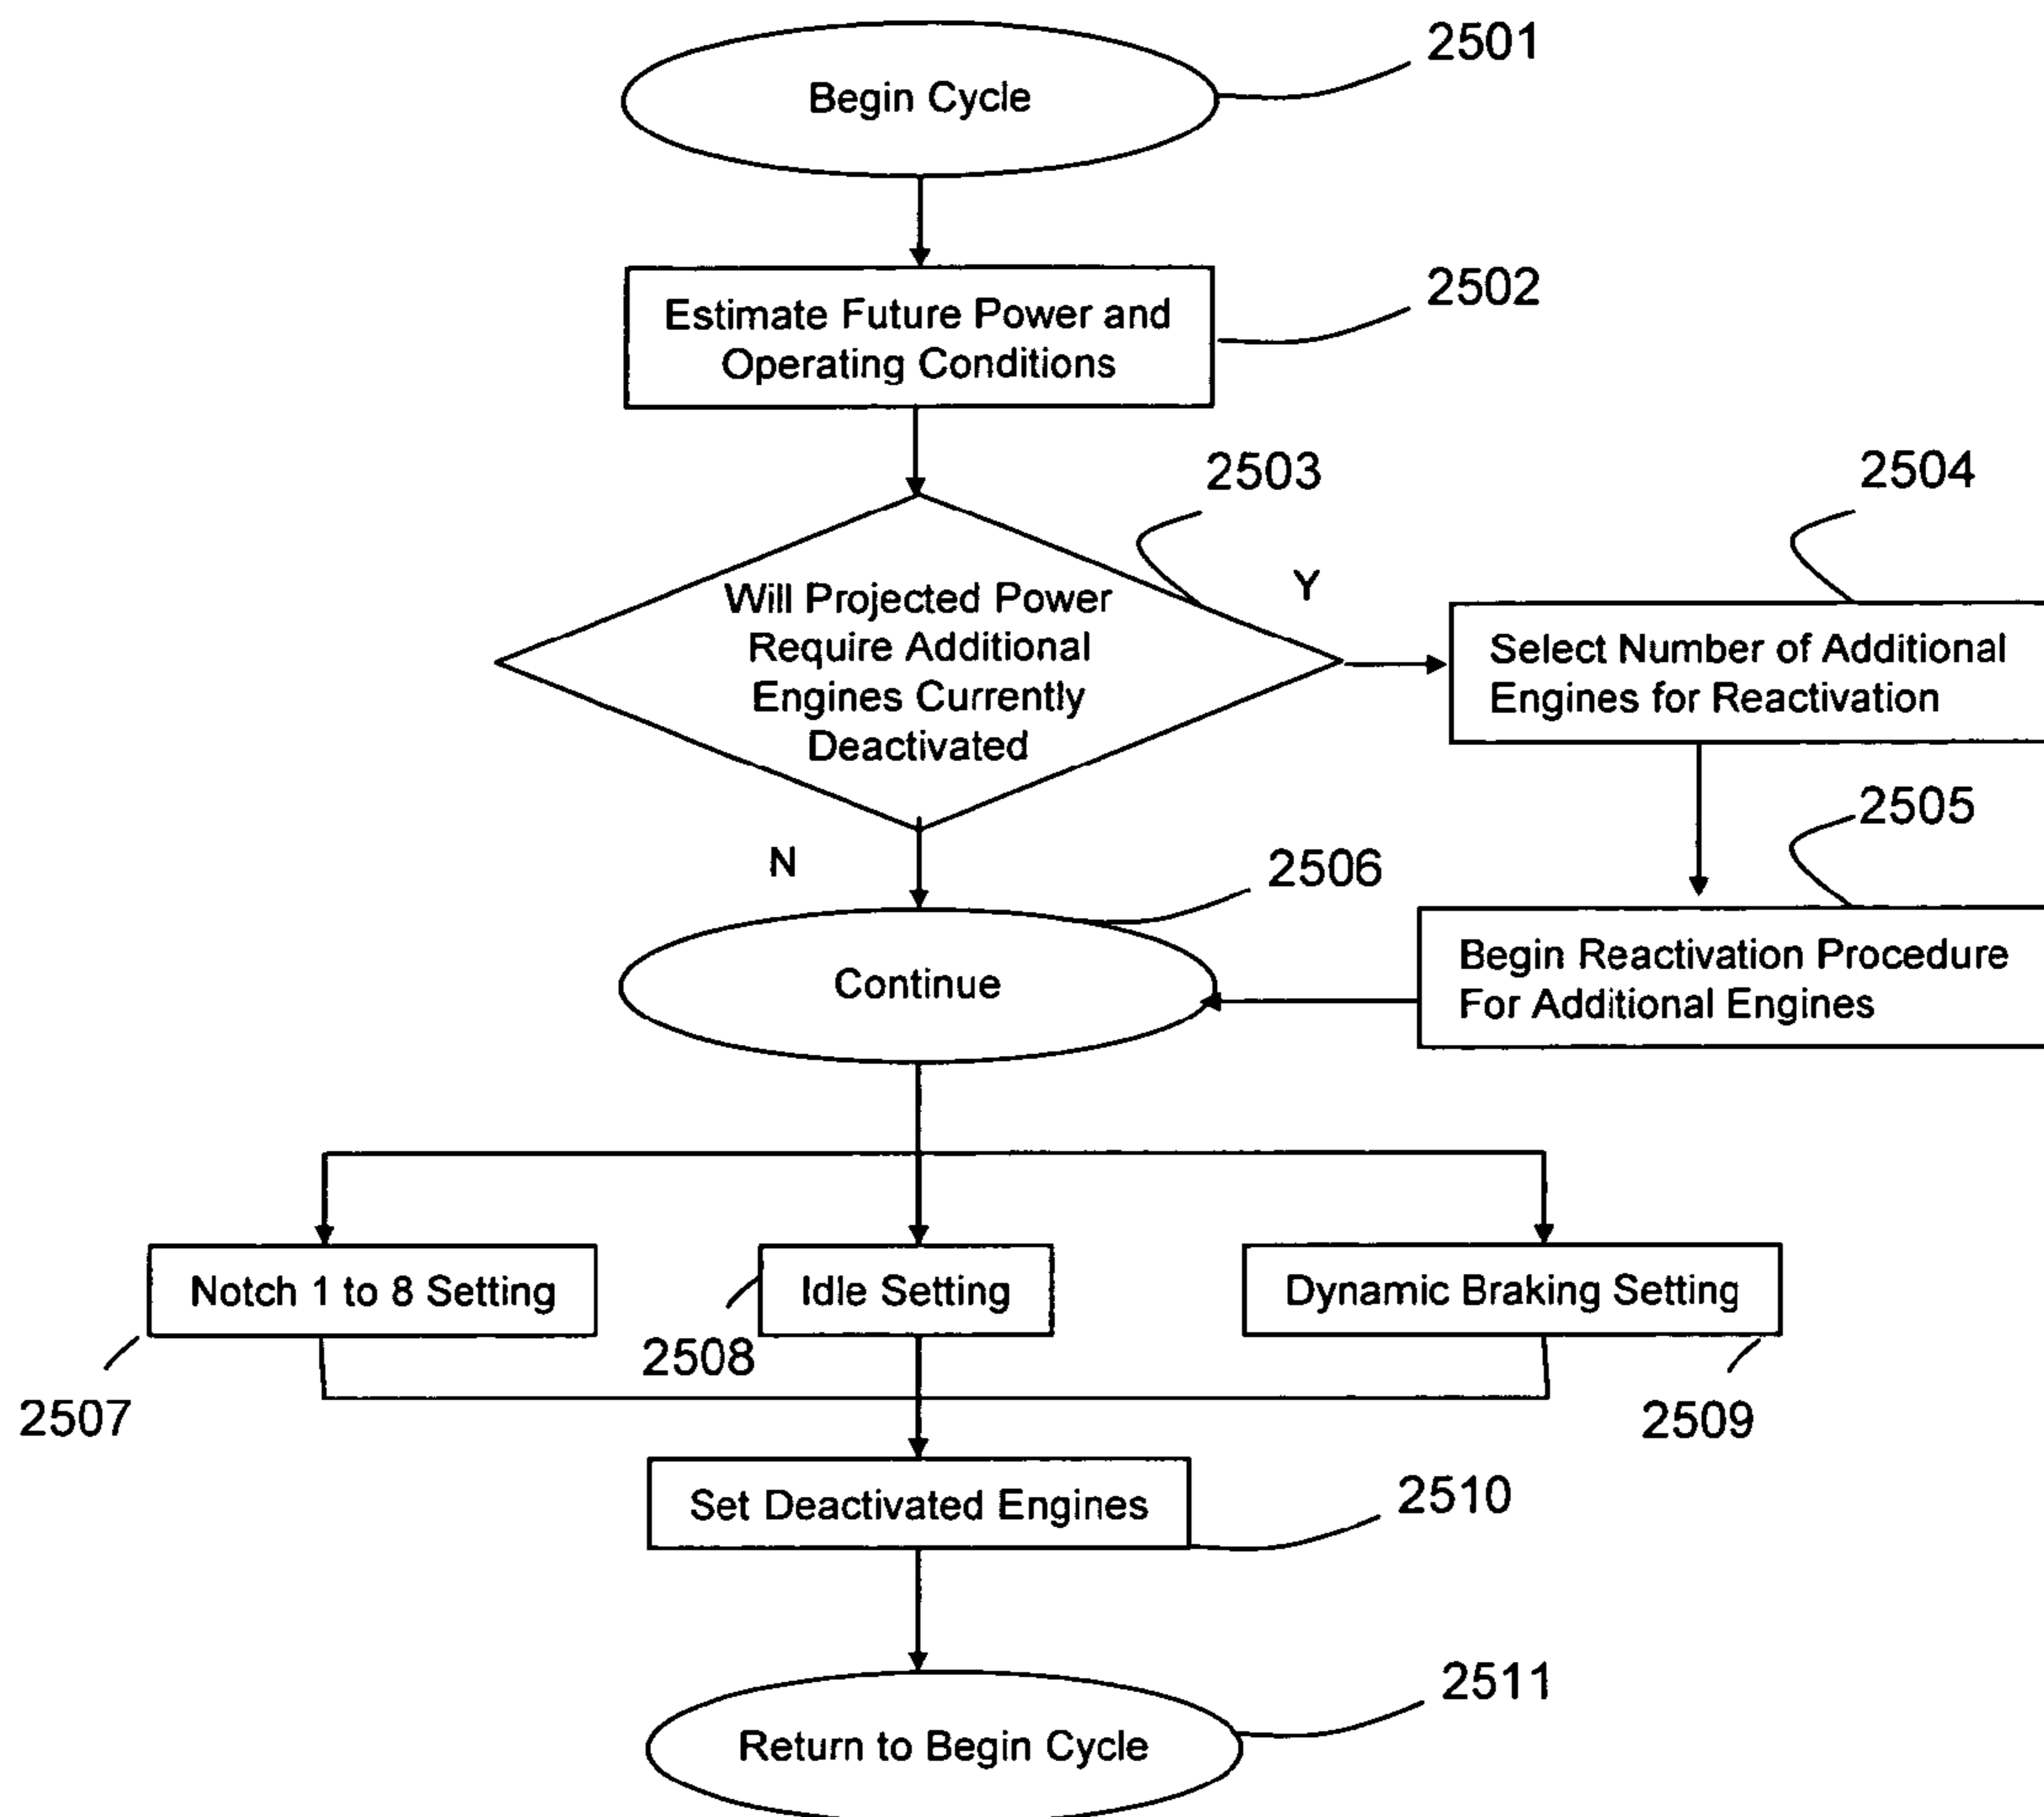 2501
Begin Cycle
2502
Estimate Future Power and
Operating Conditions
2503
2504
Will Projected Power
Require Additional
Engines Currently
Deactivated
Y
Select Number of Additional
Engines for Reactivation
2505
N
2506
Continue
Begin Reactivation Procedure
For Additional Engines
Notch 1 to 8 Setting
Idle Setting
Dynamic Braking Setting
2507
2508
2509
Set Deactivated Engines
2510
2511
Return to Begin Cycle